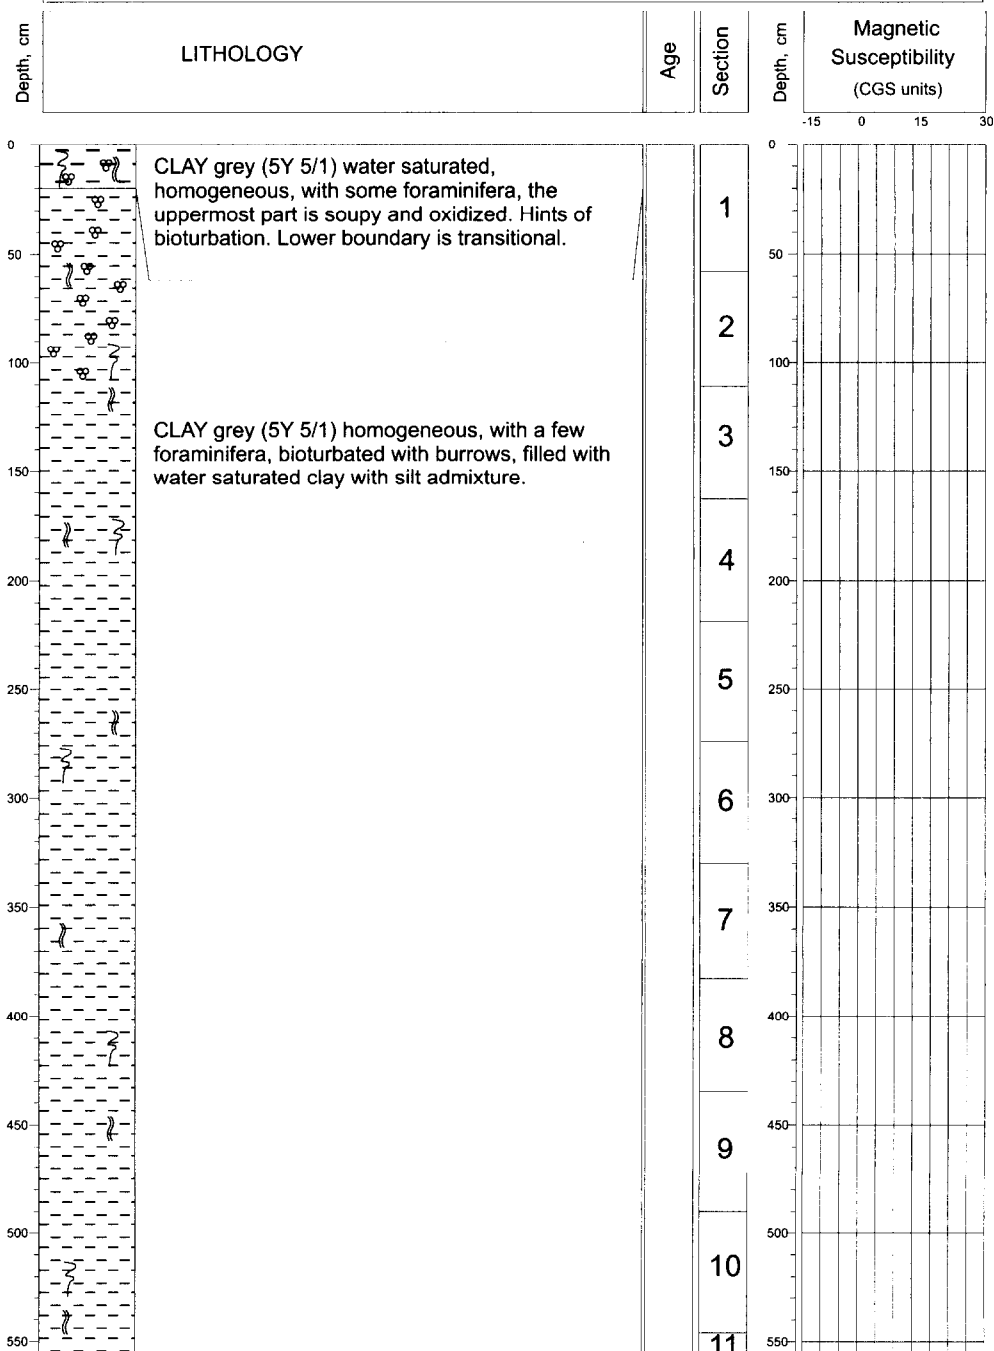 Depth, cm
LITHOLOGY
Age
Section
Depth, cm
Magnetic
Susceptibility
(CGS units)
-15 0 15 30
0
50
100
150
200
250
300
350
400
450
500
550
CLAY grey (5Y 5/1) water saturated,
homogeneous, with some foraminifera, the
uppermost part is soupy and oxidized. Hints of
bioturbation. Lower boundary is transitional.
CLAY grey (5Y 5/1) homogeneous, with a few
foraminifera, bioturbated with burrows, filled with
water saturated clay with silt admixture.
1
2
3
4
5
6
7
8
9
10
11
0
50
100
150
200
250
300
350
400
450
500
550